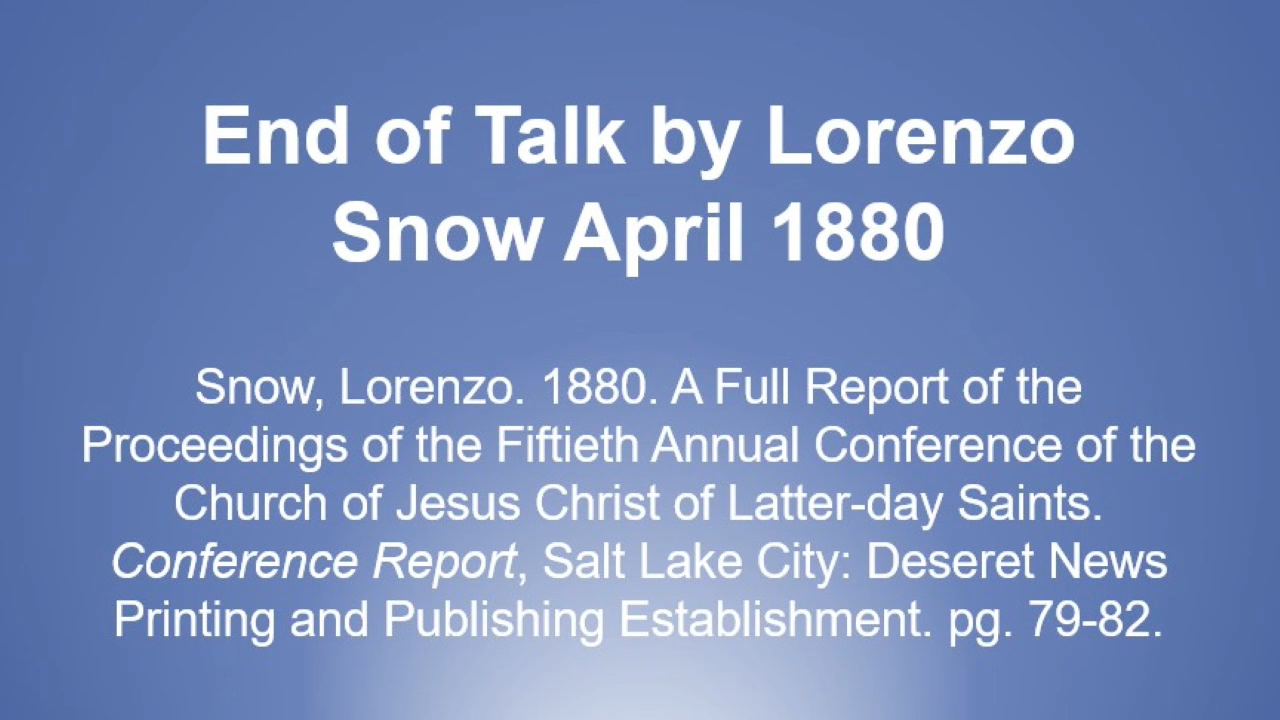 End of Talk by Lorenzo
Snow April 1880
Snow, Lorenzo. 1880. A Full Report of the
Proceedings of the Fiftieth Annual Conference of the
Church of Jesus Christ of Latter-day Saints.
Conference Report, Salt Lake City: Deseret News
Printing and Publishing Establishment. pg. 79-82.